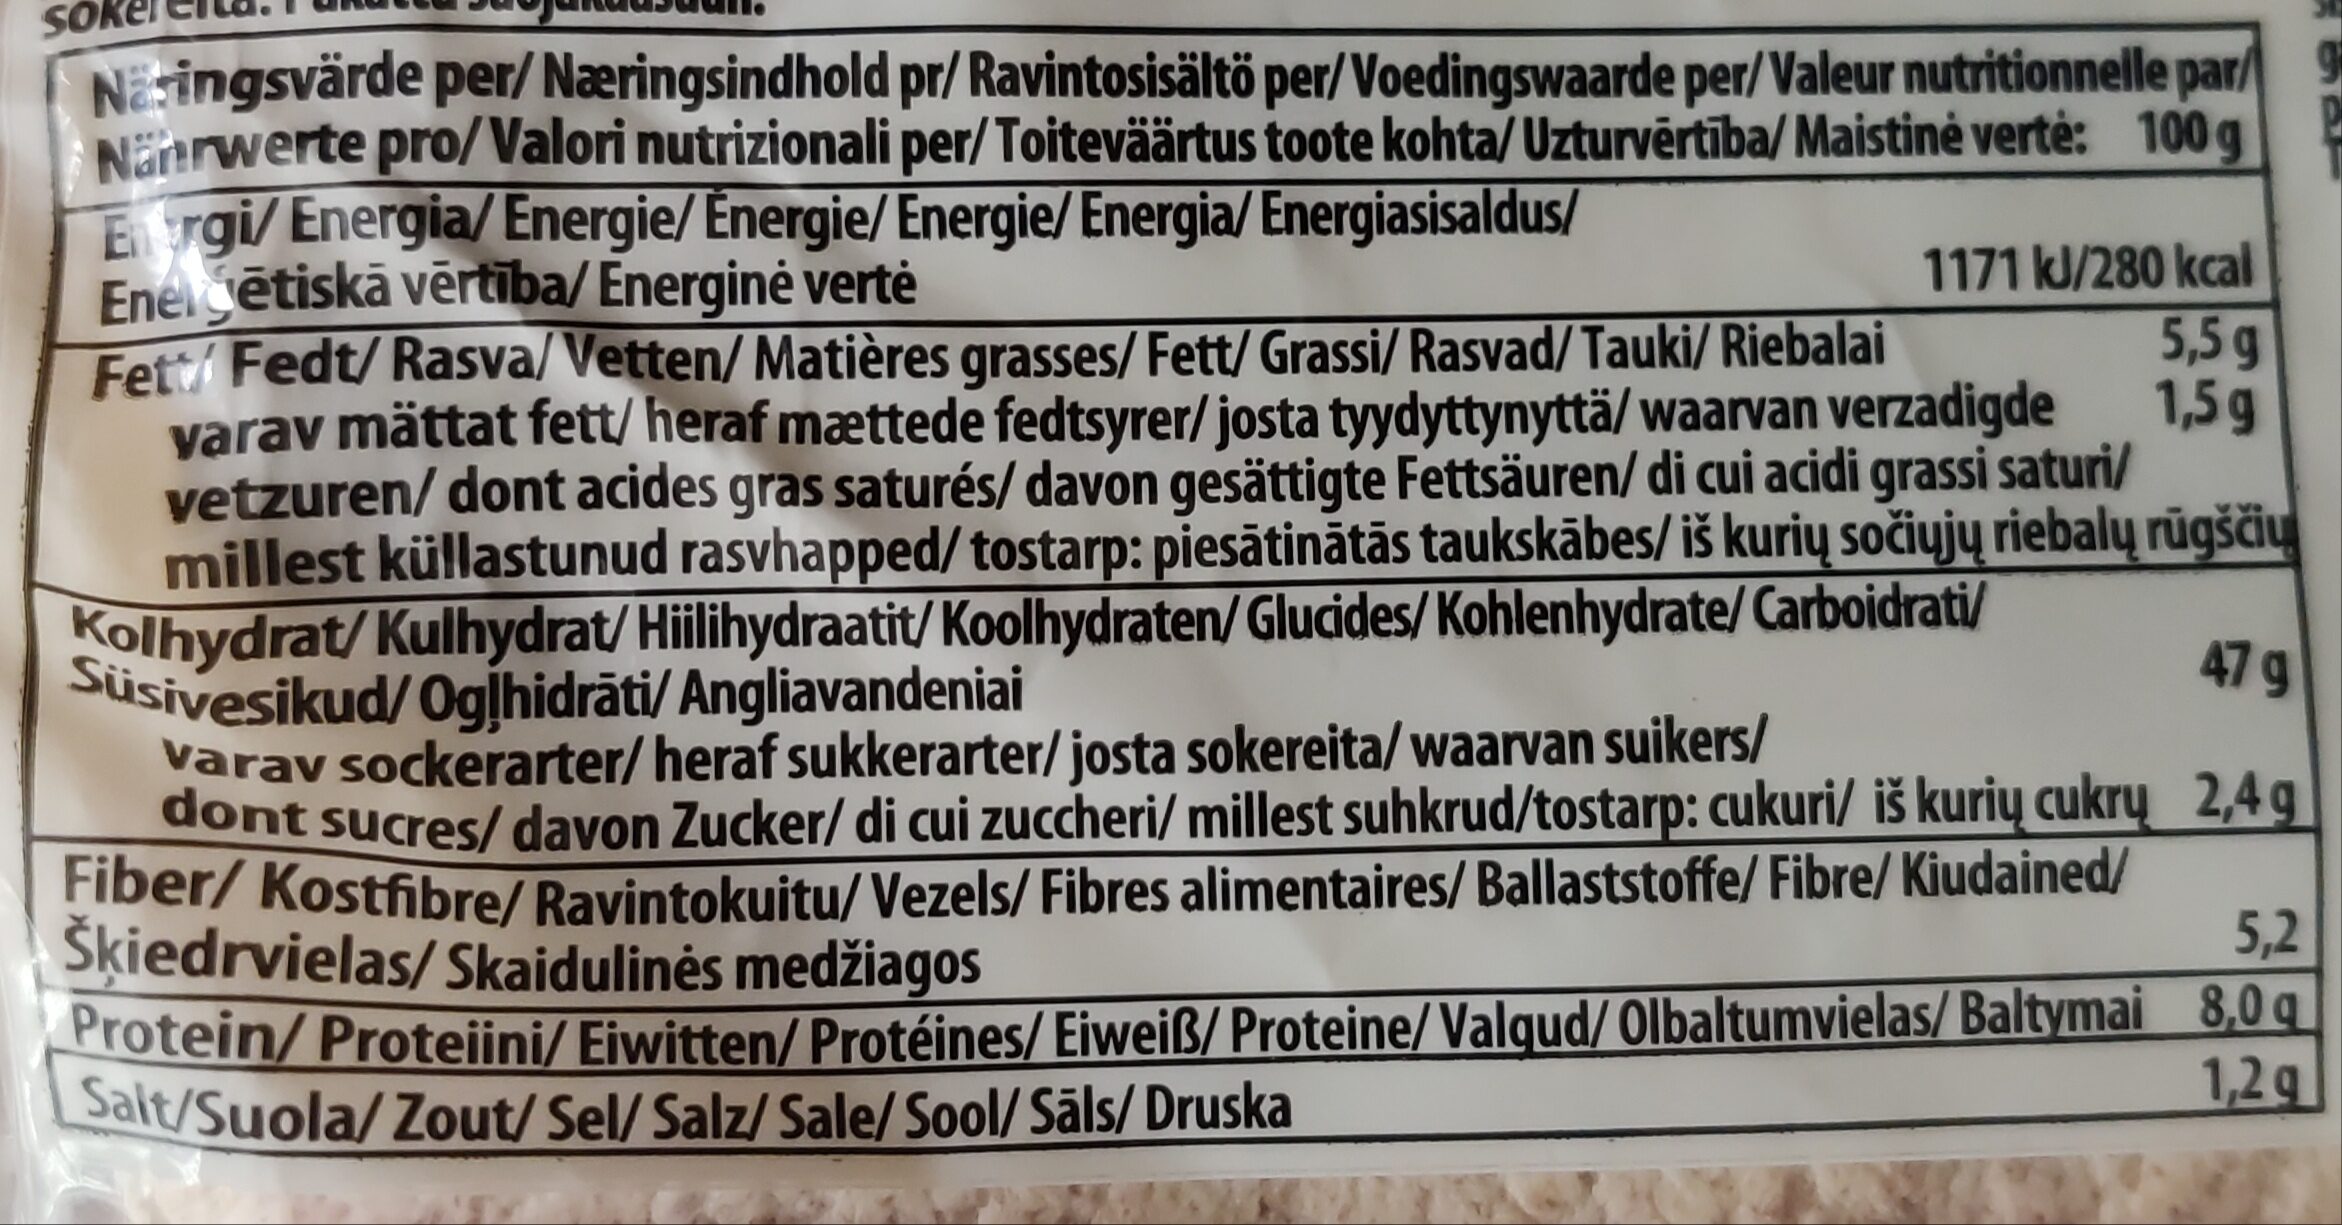 Näringsvärde per/ Næringsindhold pr/ Ravintosisältö per/ Voedingswaarde per/ Valeur nutritionnelle par/
Nährwerte pro/ Valori nutrizionali per/ Toiteväärtus toote kohta/ Uzturvērtība/ Maistinė vertė: 100 g
Energi/ Energia/ Energie/ Énergie/ Energie/ Energia/ Energiasisaldus/
Enerģētiskā vērtība/ Energinė vertė 1171 kJ/280 kcal
Fett/ Fedt/ Rasva/ Vetten/ Matières grasses/ Fett/ Grassi/ Rasvad/ Tauki/ Riebalai 5,5 g
varav mättat fett/ heraf mættede fedtsyrer/ josta tyydyttynyttä/ waarvan verzadigde 1,5 g
vetzuren/ dont acides gras saturés/ davon gesättigte Fettsäuren/ di cui acidi grassi saturi/
millest küllastunud rasvhapped/ tostarp: piesātinātās taukskābes/ iš kurių sočiųjų riebalų rūgščių
Kolhydrat/ Kulhydrat/ Hiilihydraatit/ Koolhydraten/ Glucides/ Kohlenhydrate/ Carboidrati/
Süsivesikud/ Ogļhidrāti/ Angliavandeniai 47 g
varav sockerarter/ heraf sukkerarter/ josta sokereita/ waarvan suikers/
dont sucres/ davon Zucker/ di cui zuccheri/ millest suhkrud/tostarp: cukuri/ iš kurių cukrų 2,4 g
Fiber/ Kostfibre/ Ravintokuitu/ Vezels/ Fibres alimentaires/ Ballaststoffe/ Fibre/ Kiudained/
Šķiedrvielas/ Skaidulinės medžiagos 5,2
Protein/ Proteiini/ Eiwitten/ Protéines/ Eiweiß/ Proteine/ Valgud/ Olbaltumvielas/ Baltymai 8,0 g
Salt/Suola/ Zout/ Sel/ Salz/ Sale/ Sool/ Sāls/ Druska 1,2 g